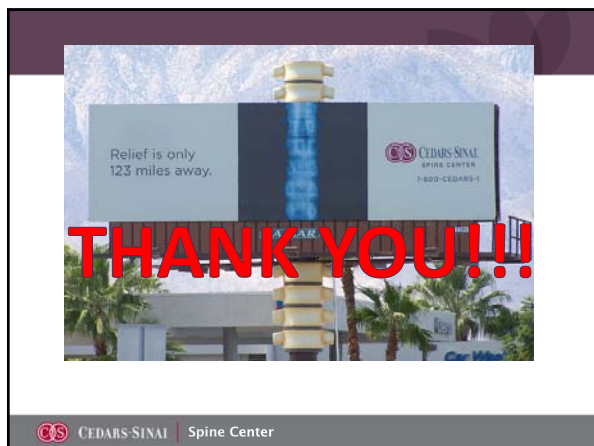 Relief is only
123 miles away.
CS CEDARS-SINAI
SPINE CENTER
1-800-CEDARS-1
THANK YOU!!!
CEDARS-SINAI Spine Center